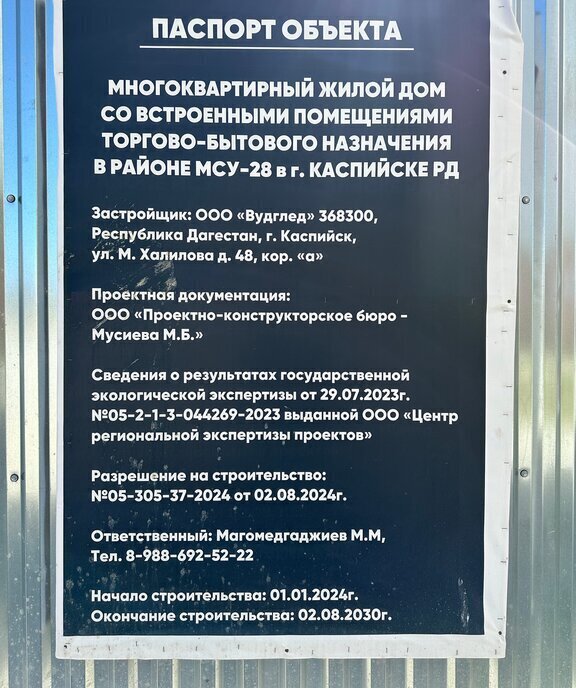 ПАСПОРТ ОБЪЕКТА
МНОГОКВАРТИРНЫЙ ЖИЛОЙ ДОМ
СО ВСТРОЕННЫМИ ПОМЕЩЕНИЯМИ
ТОРГОВО-БЫТОВОГО НАЗНАЧЕНИЯ
В РАЙОНЕ МСУ-28 в г. КАСПИЙСКЕ РД
Застройщик: ООО «Вудглед» 368300,
Республика Дагестан, г. Каспийск,
ул. М. Халилова д. 48, кор. «а»
Проектная документация:
ООО «Проектно-конструкторское бюро -
Мусиева М.Б.»
Сведения о результатах государственной
экологической экспертизы от 29.07.2023г.
№05-2-1-3-044269-2023 выданной ООО «Центр
региональной экспертизы проектов»
Разрешение на строительство:
№05-305-37-2024 от 02.08.2024г.
Ответственный: Магомедгаджиев М.М,
Тел. 8-988-692-52-22
Начало строительства: 01.01.2024г.
Окончание строительства: 02.08.2030г.